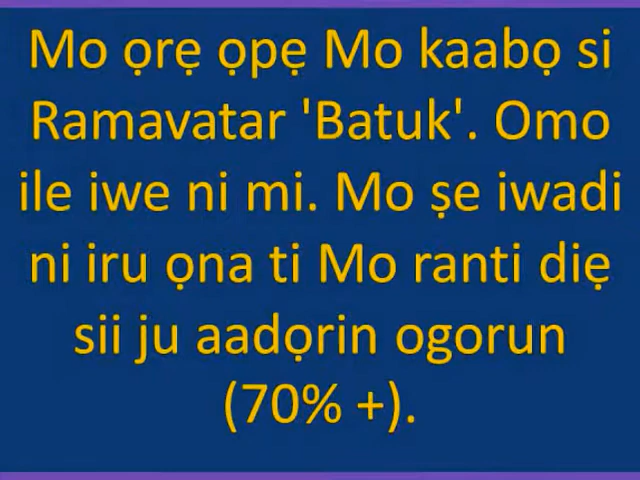 Mo ọrẹ ọpẹ Mo kaabọ si
Ramavatar 'Batuk'. Omo
ile iwe ni mi. Mo ṣe iwadi
ni iru ọna ti Mo ranti diẹ
sii ju aadọrin ogorun
(70% +).